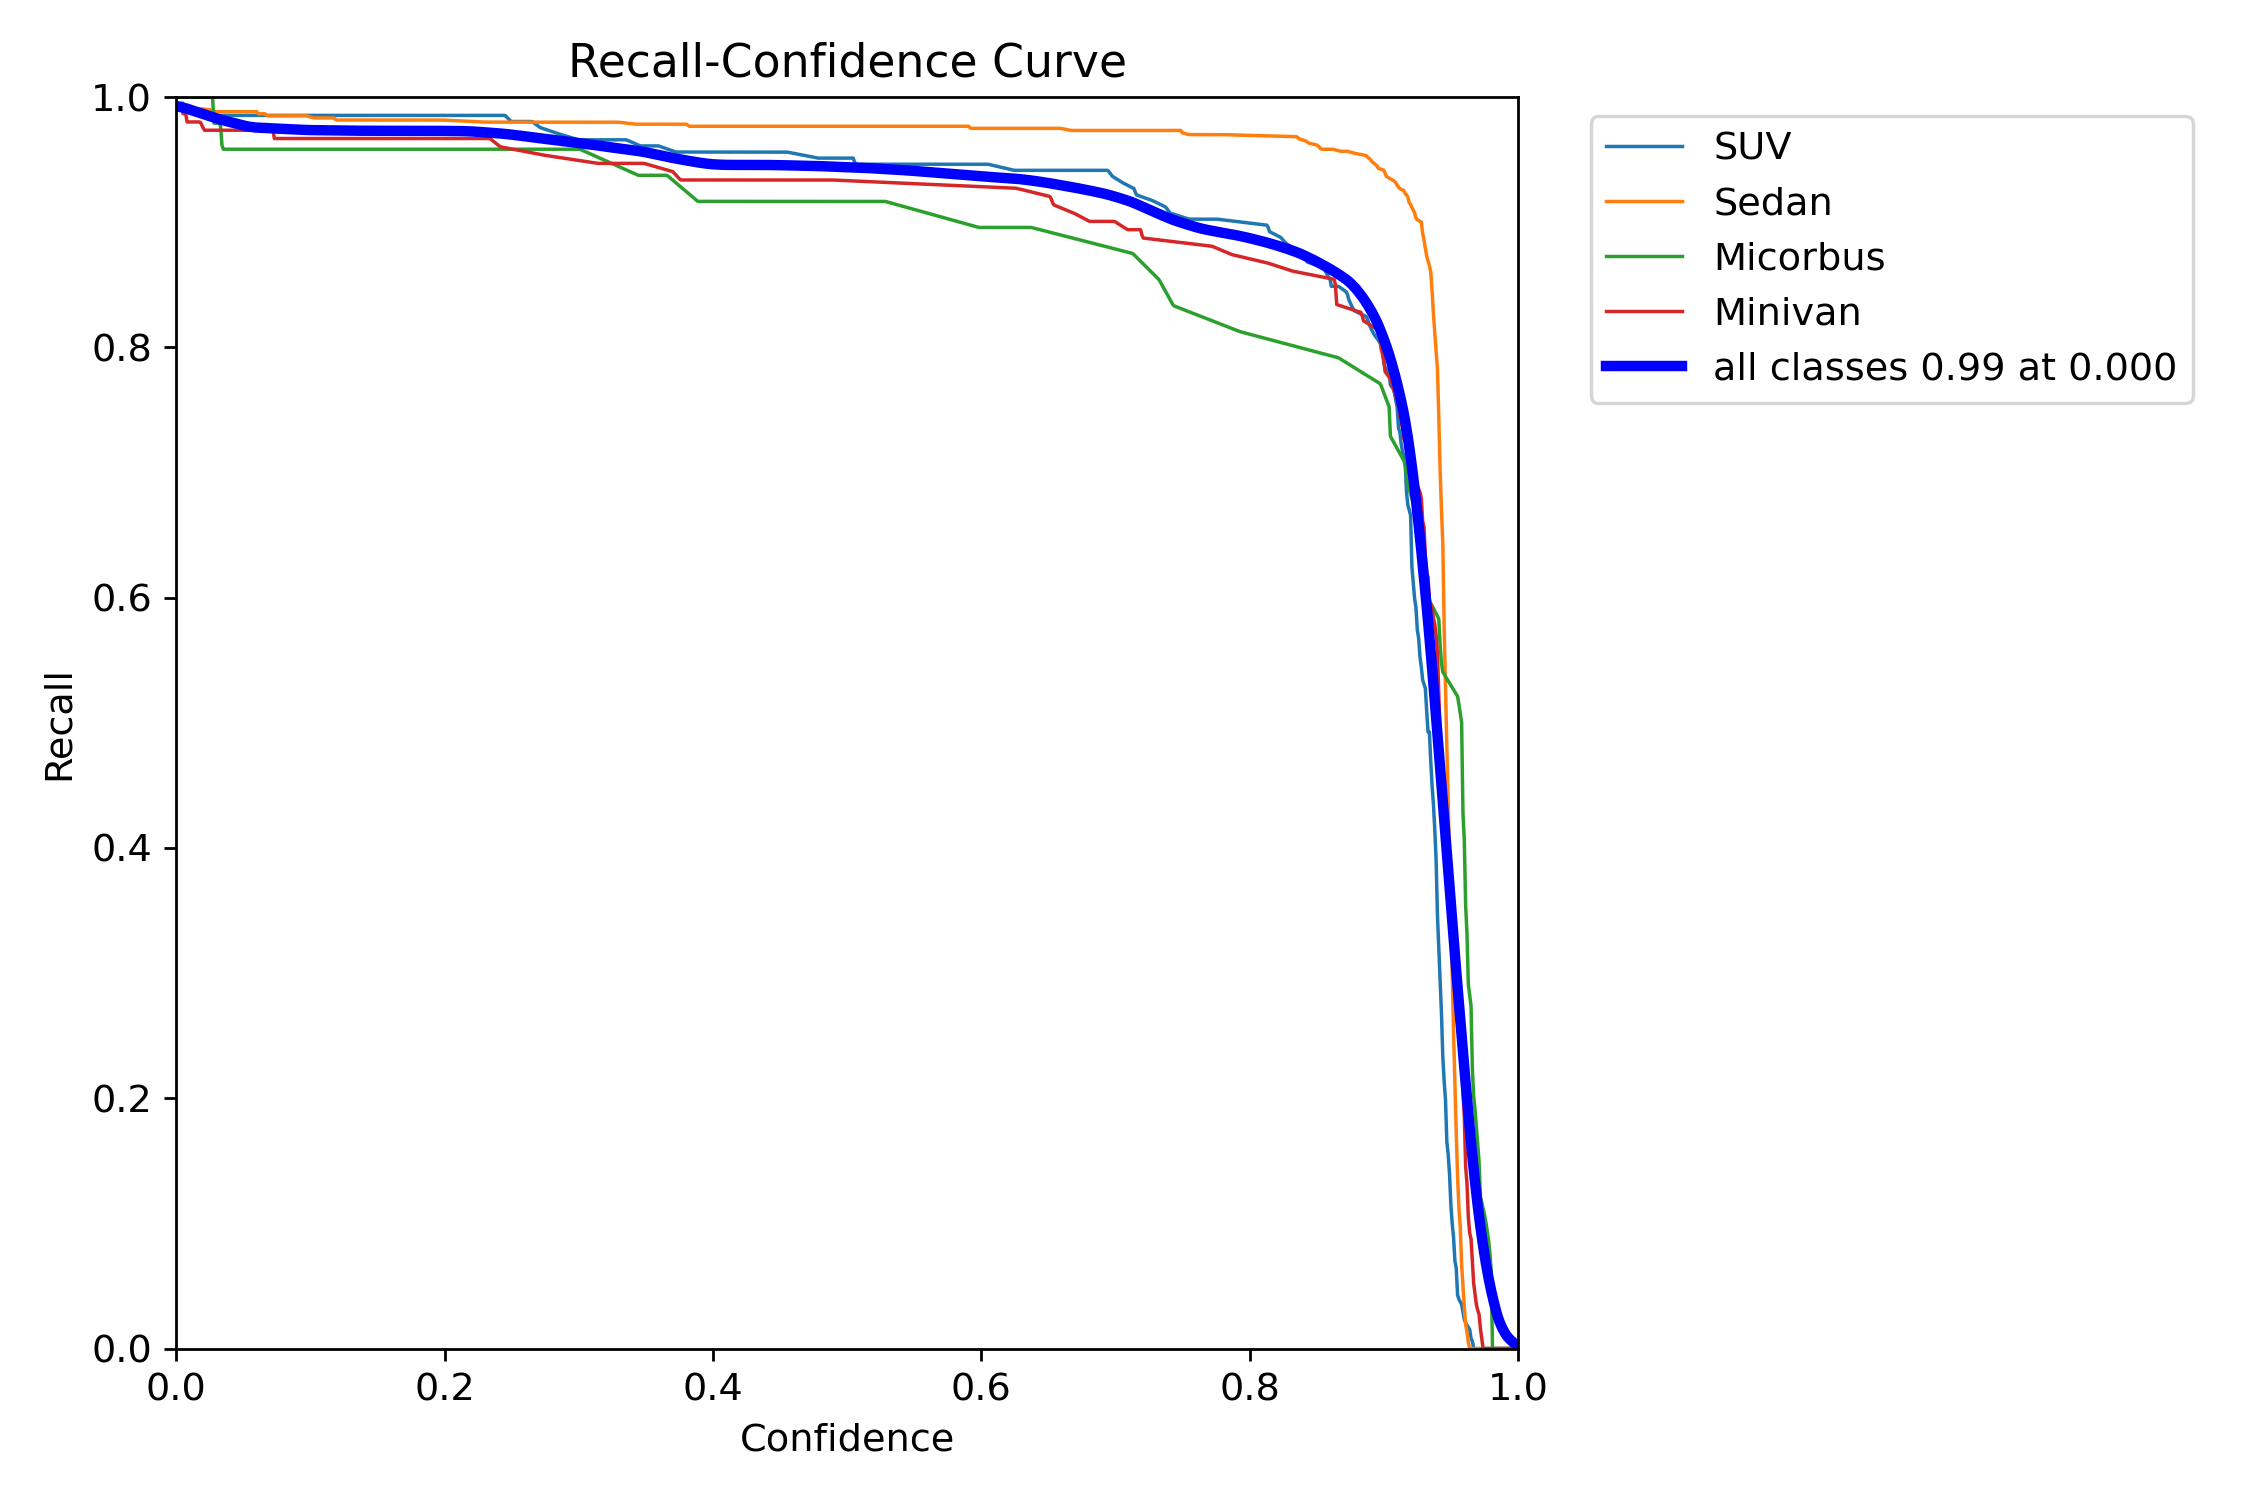 Recall-Confidence Curve
1.0
0.8
0.6
0.4
0.2
0.0
Recall
0.0 0.2 0.4 0.6 0.8 1.0
Confidence
SUV
Sedan
Micorbus
Minivan
all classes 0.99 at 0.000